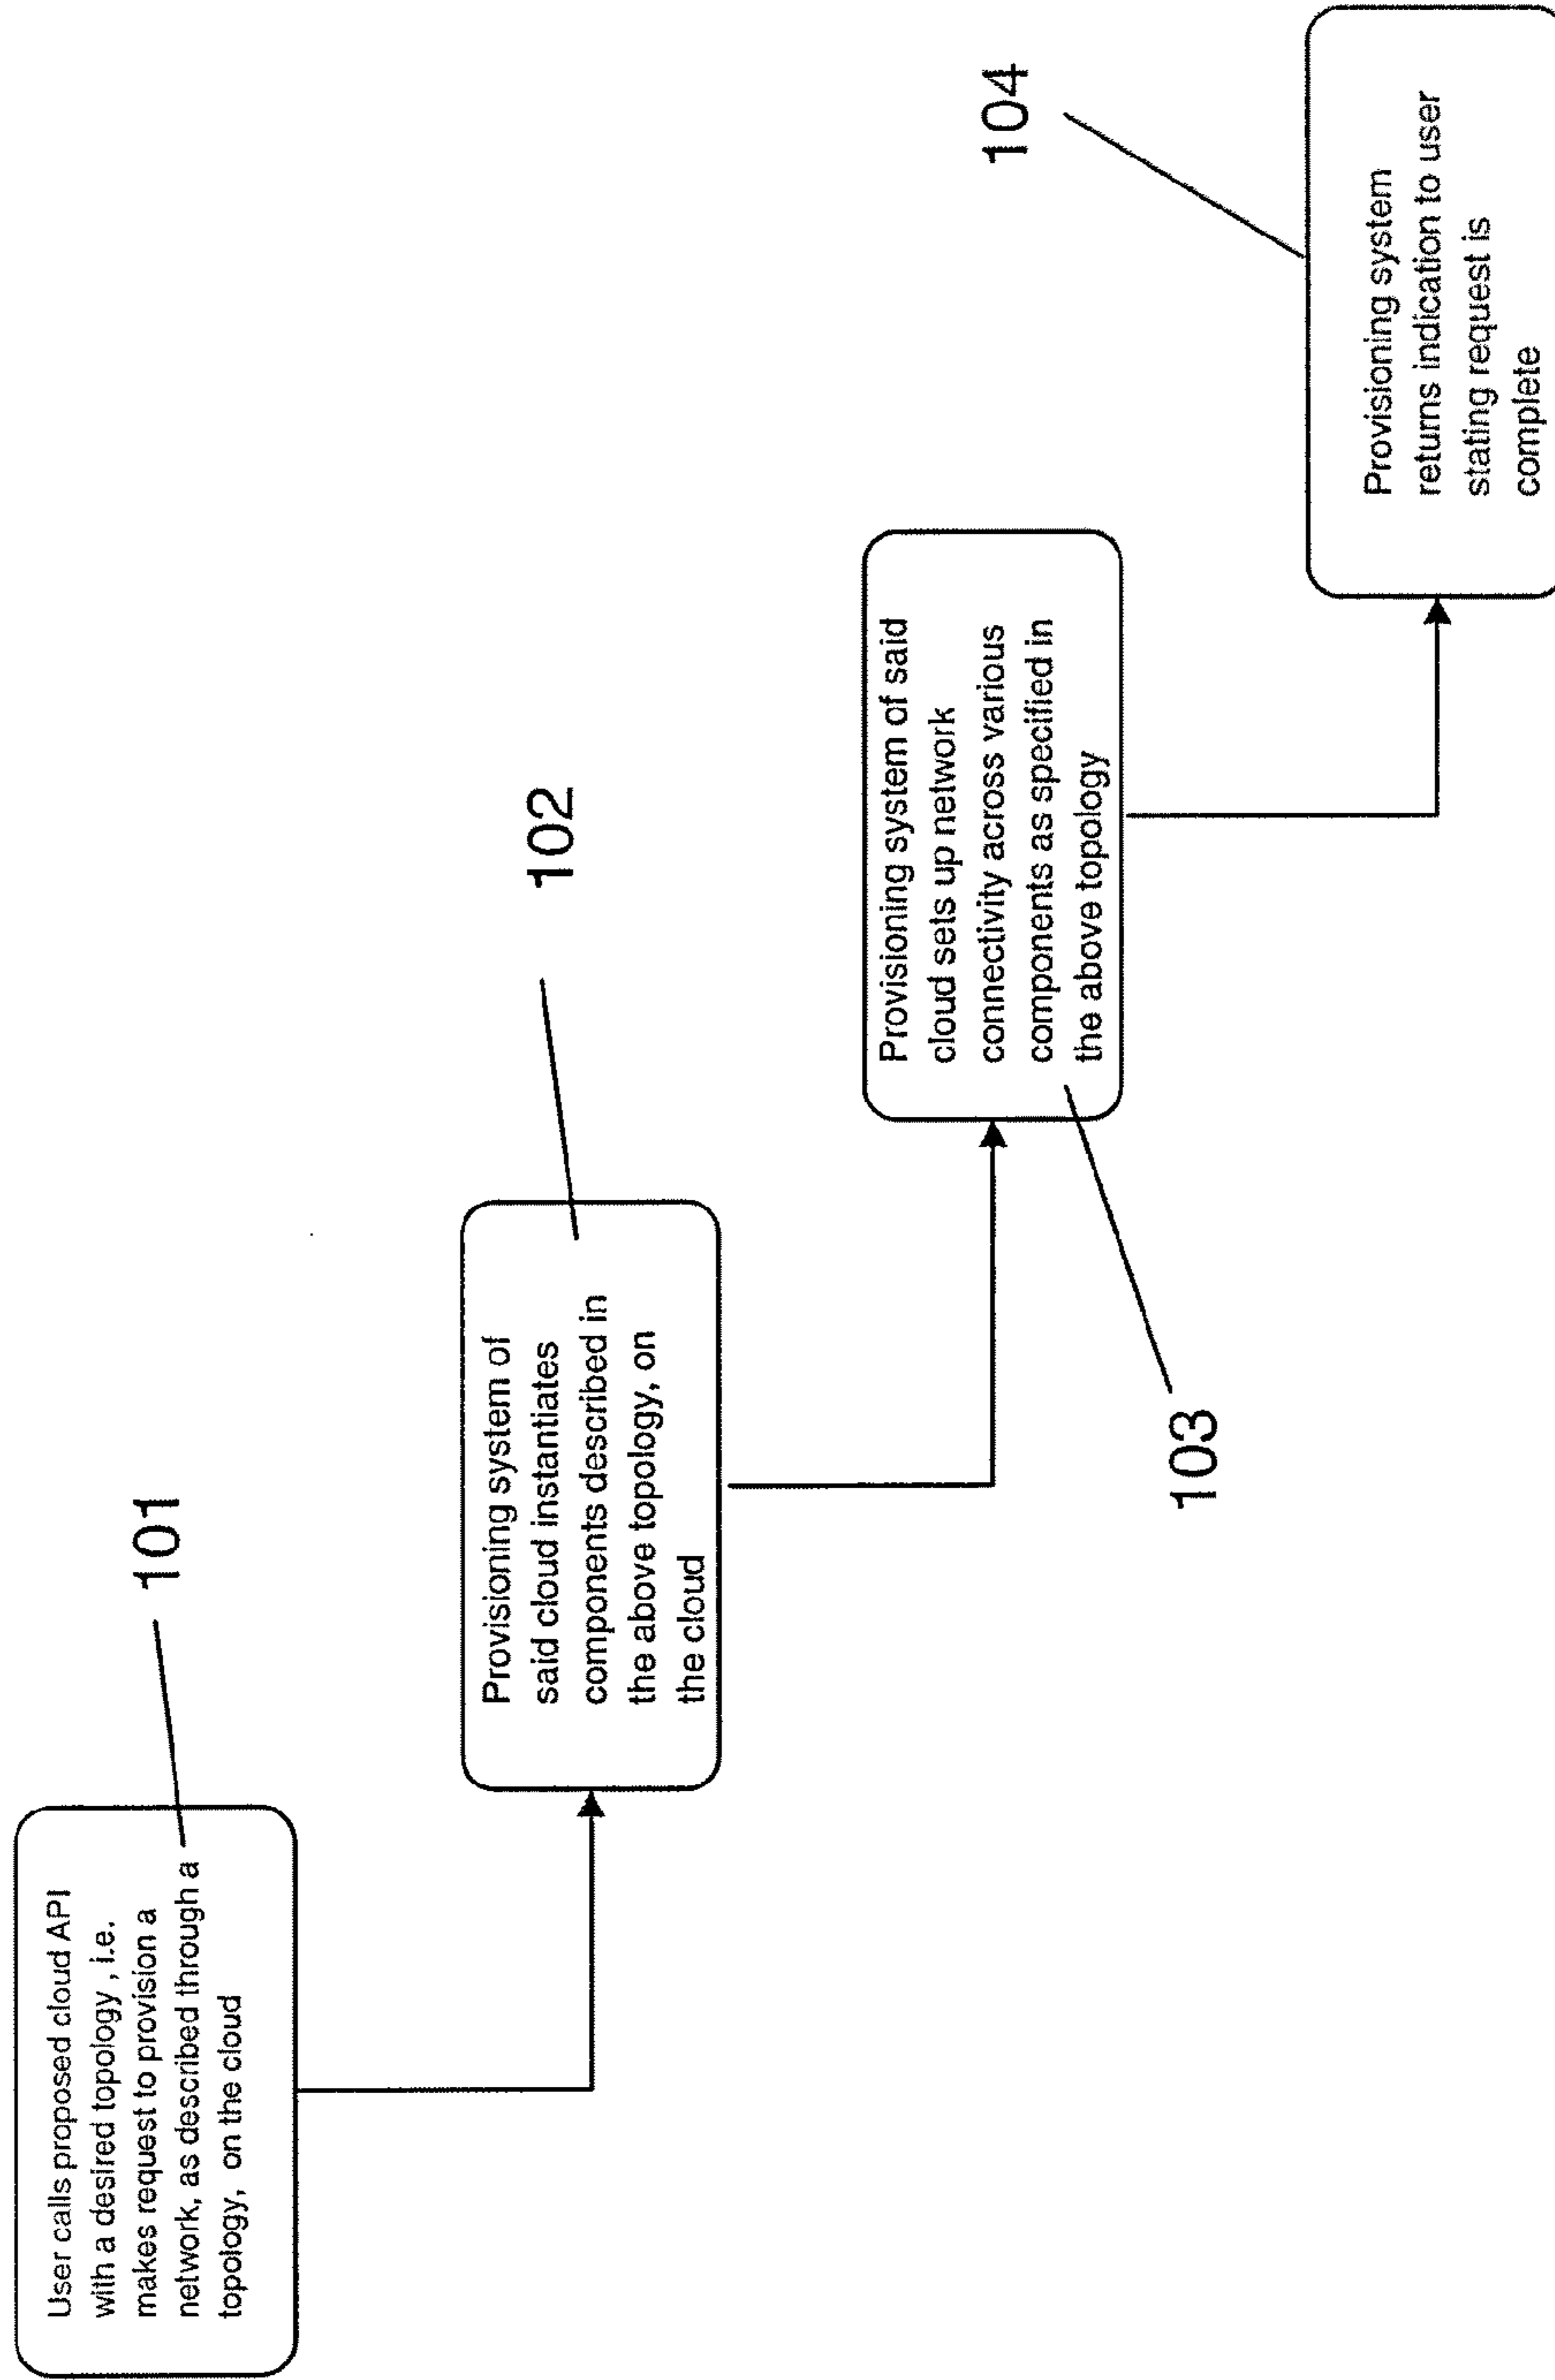 User calls proposed cloud API
with a desired topology , i.e.
makes request to provision a
network, as described through a
topology, on the cloud
101
Provisioning system of
said cloud instantiates
components described in
the above topology, on
the cloud
102
Provisioning system of said
cloud sets up network
connectivity across various
components as specified in
the above topology
103
Provisioning system
returns indication to user
stating request is
complete
104